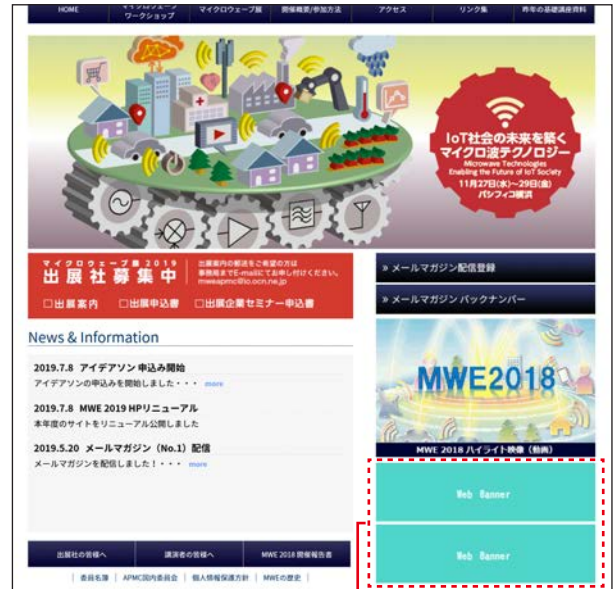 HOME
マイクロウェーブ
ワークショップ
マイクロウェーブ展
開催概要/参加方法
アクセス
リンク集
昨年の基礎講座資料
IoT社会の未来を築く
マイクロ波テクノロジー
Microwave Technologies
Enabling the Future of IoT Society
11月27日(水)〜29日(金)
パシフィコ横浜
マイクロウェーブ展 2019
出展社募集中
出展案内の郵送をご希望の方は
事務局までE-mailにてお申し付けください。
mweapmc@io.ocn.ne.jp
□出展案内 □出展申込書 □出展企業セミナー申込書
» メールマガジン配信登録
» メールマガジン バックナンバー
News & Information
2019.7.8 アイデアソン 申込み開始
アイデアソンの申込みを開始しました・・・ more
2019.7.8 MWE 2019 HPリニューアル
本年度のサイトをリニューアル公開しました
2019.5.20 メールマガジン（No.1）配信
メールマガジンを配信しました！・・・ more
MWE2018
MWE 2018 ハイライト映像（動画）
Web Banner
Web Banner
出展社の皆様へ
講演者の皆様へ
MWE 2018 開催報告書
| 委員名簿 | APMC国内委員会 | 個人情報保護方針 | MWEの歴史 |